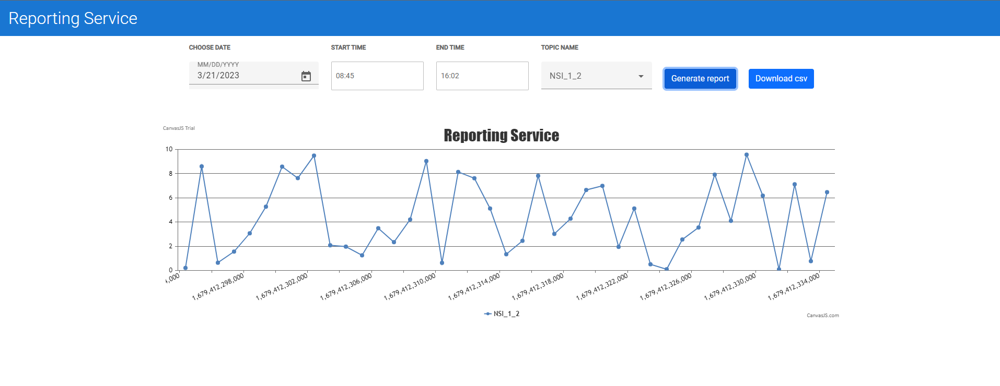 Reporting Service
CHOOSE DATE
START TIME
END TIME
TOPIC NAME
MM/DD/YYYY
3/21/2023
08:45
16:02
NSI_1_2
Generate report
Download csv
CanvasJS Trial
Reporting Service
10
8
6
4
2
0
4,000
1,679,412,298,000
1,679,412,302,000
1,679,412,306,000
1,679,412,310,000
1,679,412,314,000
1,679,412,318,000
1,679,412,322,000
1,679,412,326,000
1,679,412,330,000
1,679,412,334,000
NSI_1_2
CanvasJS.com